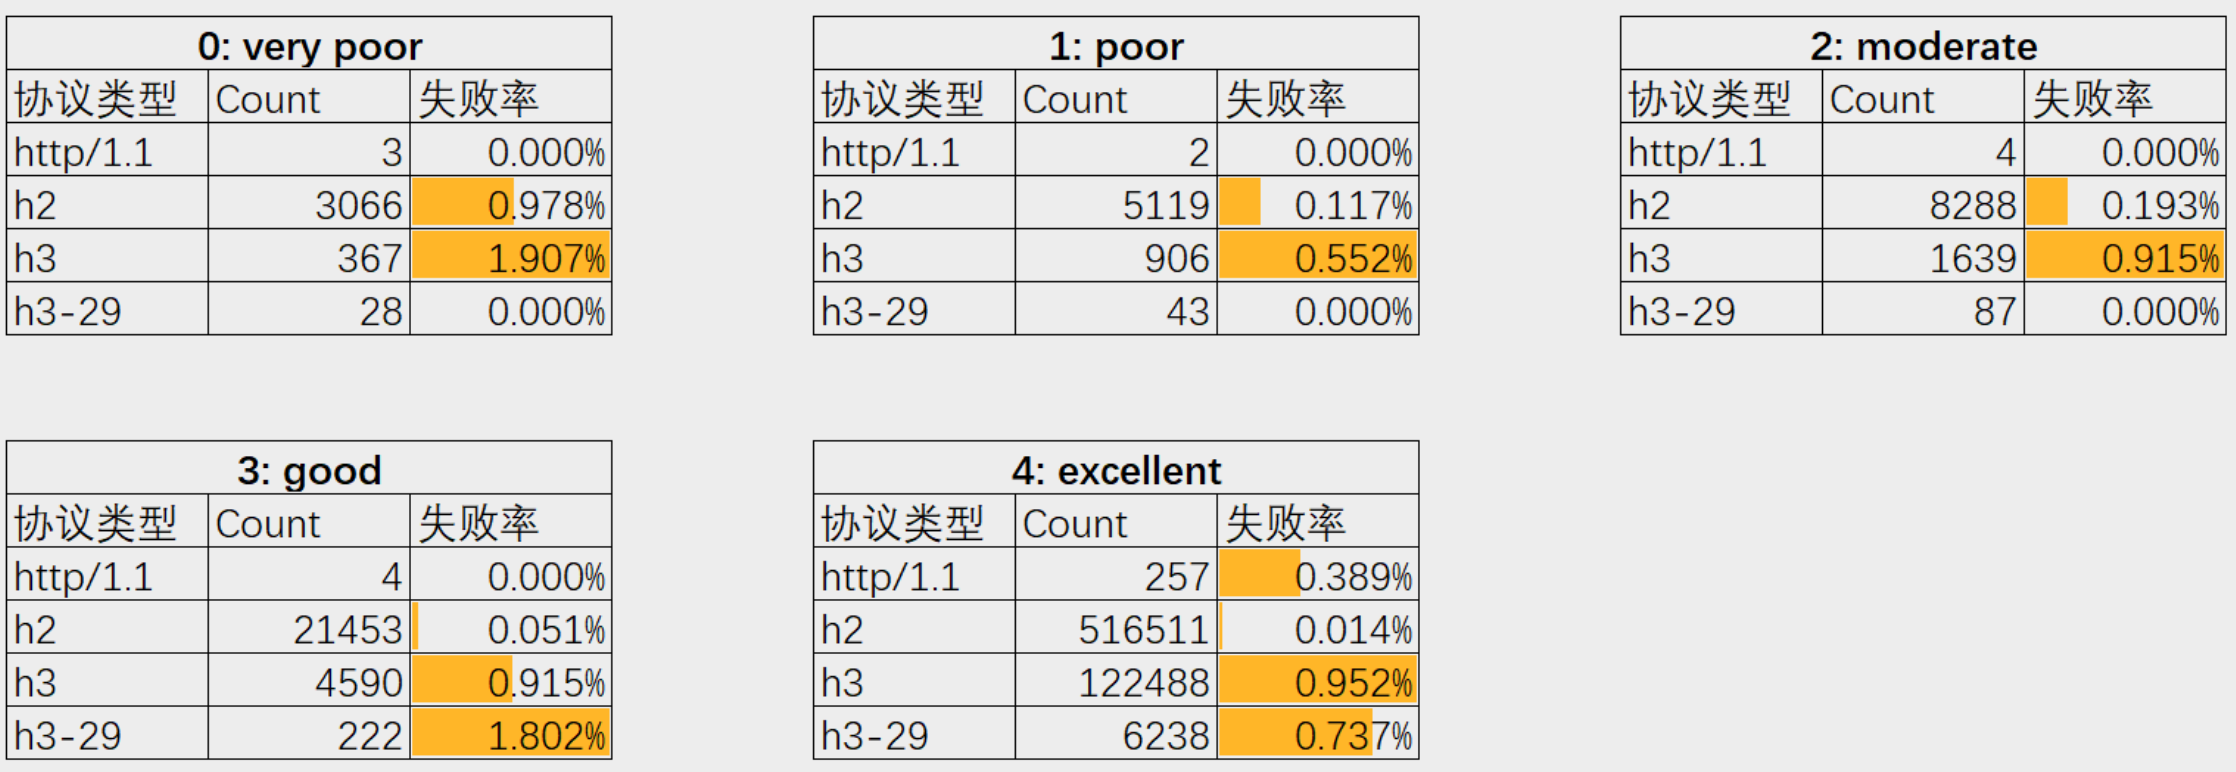 0: very poor
协议类型 Count 失败率
http/1.1 3 0.000%
h2 3066 0.978%
h3 367 1.907%
h3-29 28 0.000%
1: poor
协议类型 Count 失败率
http/1.1 2 0.000%
h2 5119 0.117%
h3 906 0.552%
h3-29 43 0.000%
2: moderate
协议类型 Count 失败率
http/1.1 4 0.000%
h2 8288 0.193%
h3 1639 0.915%
h3-29 87 0.000%
3: good
协议类型 Count 失败率
http/1.1 4 0.000%
h2 21453 0.051%
h3 4590 0.915%
h3-29 222 1.802%
4: excellent
协议类型 Count 失败率
http/1.1 257 0.389%
h2 516511 0.014%
h3 122488 0.952%
h3-29 6238 0.737%